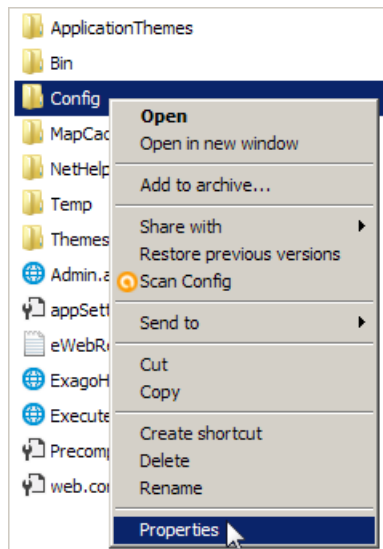 ApplicationThemes
Bin
Config
MapCac
NetHelp
Temp
Themes
Admin.a
appSett
eWebRe
ExagoH
Execute
Precomp
web.con
Open
Open in new window
Add to archive...
Share with
Restore previous versions
Scan Config
Send to
Cut
Copy
Create shortcut
Delete
Rename
Properties